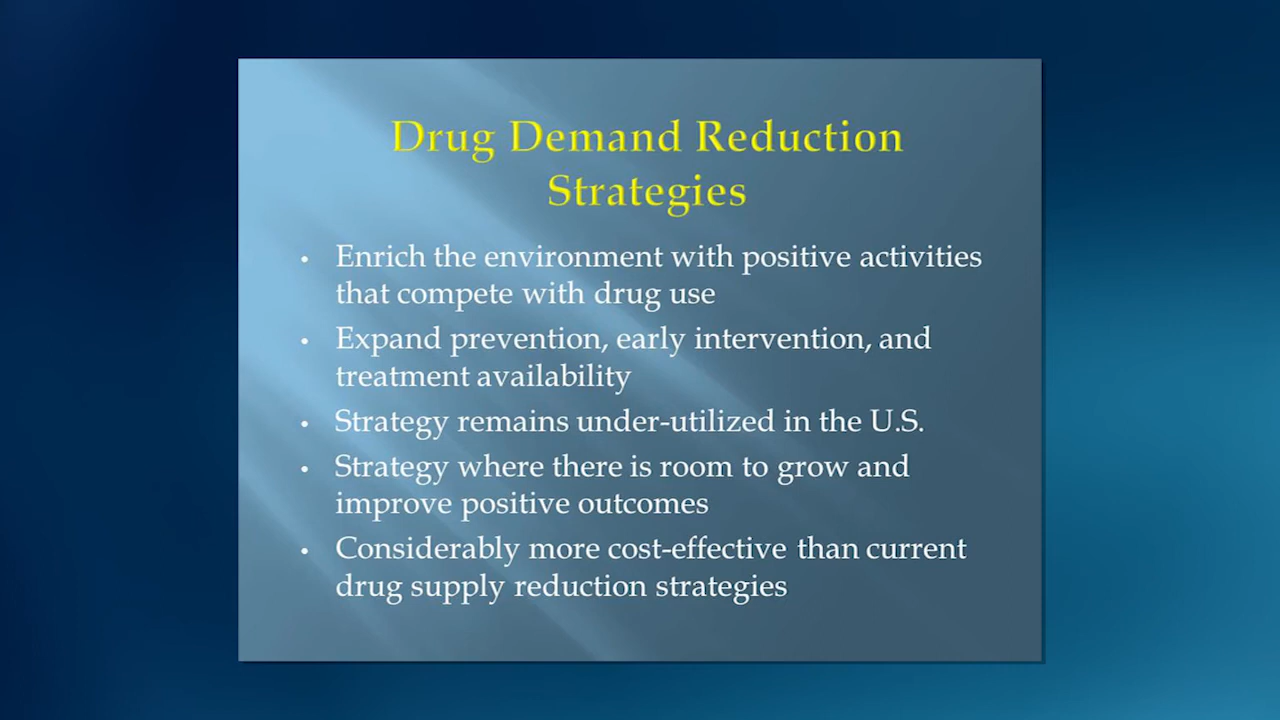 Drug Demand Reduction
Strategies
• Enrich the environment with positive activities
that compete with drug use
• Expand prevention, early intervention, and
treatment availability
• Strategy remains under-utilized in the U.S.
• Strategy where there is room to grow and
improve positive outcomes
• Considerably more cost-effective than current
drug supply reduction strategies